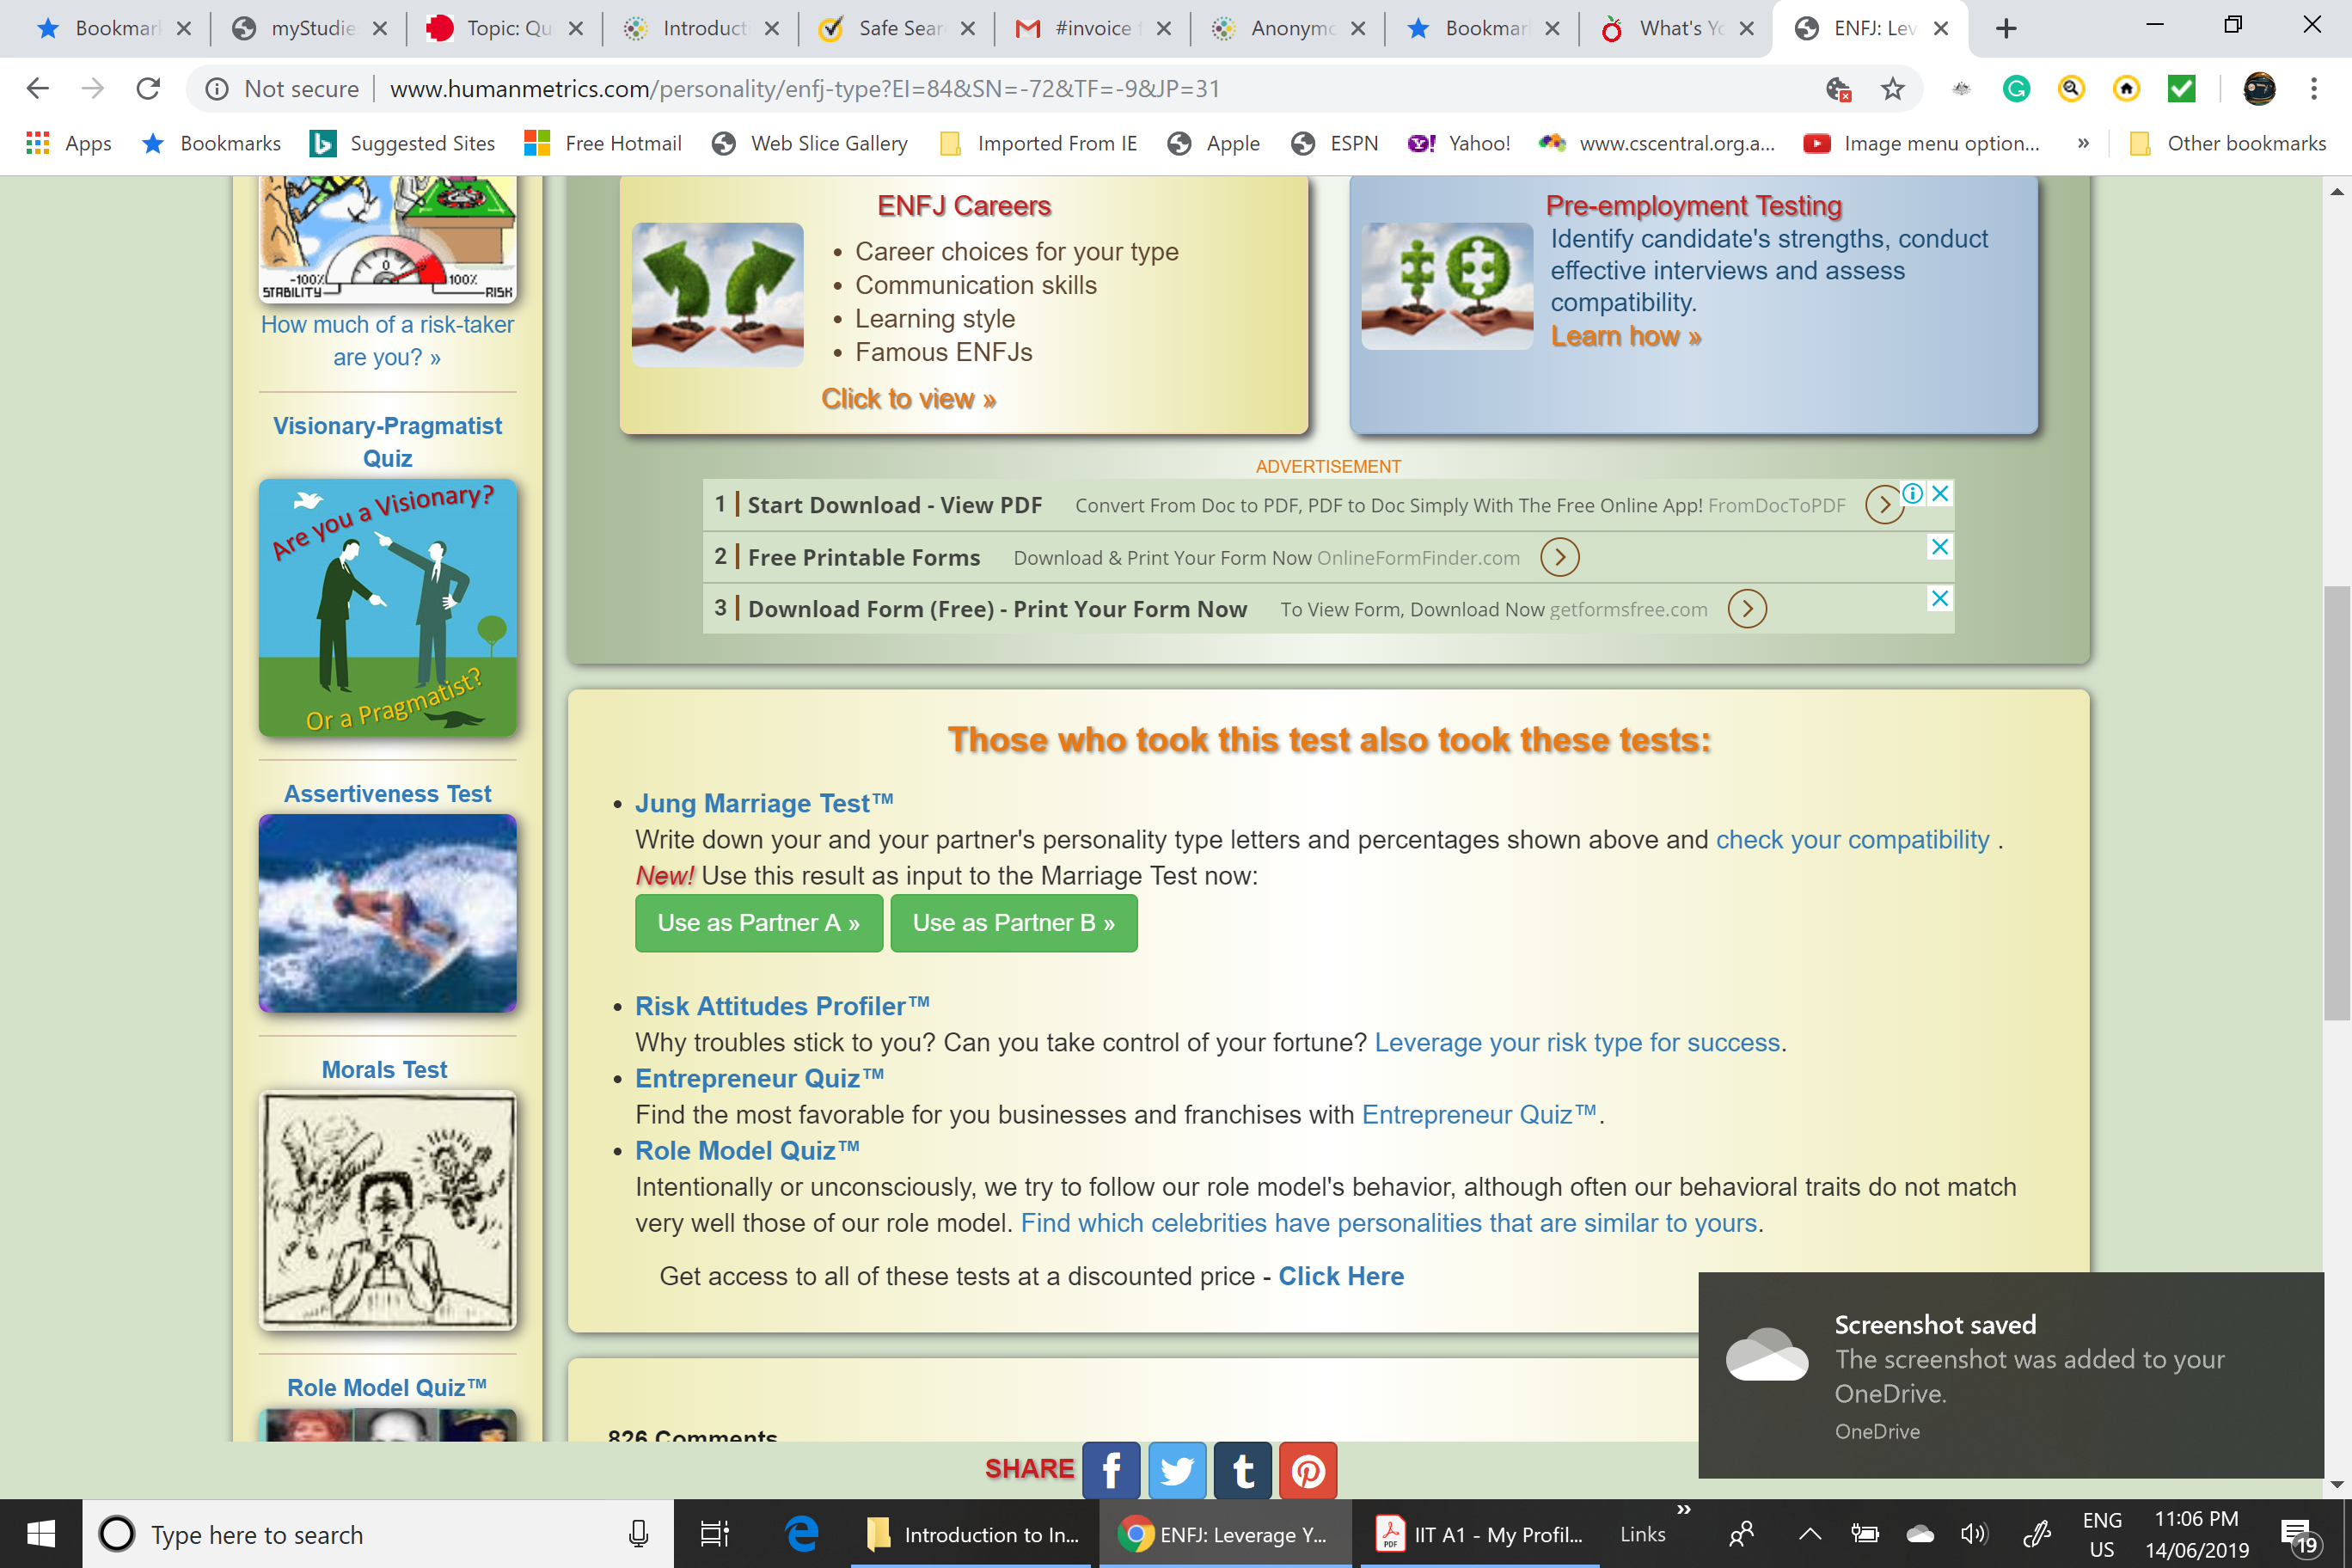 Bookmar
myStudie
Topic: Qu
Introduct
Safe Sear
#invoice
Anonymo
Bookmar
What's Yo
ENFJ: Lev
Not secure
www.humanmetrics.com/personality/enfj-type?EI=84&SN=-72&TF=-9&JP=31
Apps
Bookmarks
Suggested Sites
Free Hotmail
Web Slice Gallery
Imported From IE
Apple
ESPN
Yahoo!
www.cscentral.org.a...
Image menu option...
»
Other bookmarks
0
-100%
100%
STABILITY
RISK
How much of a risk-taker
are you? »
Visionary-Pragmatist
Quiz
Are you a Visionary?
Or a Pragmatist?
Assertiveness Test
Morals Test
Role Model Quiz™
ENFJ Careers
• Career choices for your type
• Communication skills
• Learning style
• Famous ENFJs
Click to view »
Pre-employment Testing
Identify candidate's strengths, conduct
effective interviews and assess
compatibility.
Learn how »
ADVERTISEMENT
1 Start Download - View PDF Convert From Doc to PDF, PDF to Doc Simply With The Free Online App! FromDocToPDF
2 Free Printable Forms Download & Print Your Form Now OnlineFormFinder.com
3 Download Form (Free) - Print Your Form Now To View Form, Download Now getformsfree.com
Those who took this test also took these tests:
• Jung Marriage Test™
Write down your and your partner's personality type letters and percentages shown above and check your compatibility .
New! Use this result as input to the Marriage Test now:
Use as Partner A » Use as Partner B »
• Risk Attitudes Profiler™
Why troubles stick to you? Can you take control of your fortune? Leverage your risk type for success.
• Entrepreneur Quiz™
Find the most favorable for you businesses and franchises with Entrepreneur Quiz™.
• Role Model Quiz™
Intentionally or unconsciously, we try to follow our role model's behavior, although often our behavioral traits do not match
very well those of our role model. Find which celebrities have personalities that are similar to yours.
Get access to all of these tests at a discounted price - Click Here
826 Comments
SHARE
Screenshot saved
The screenshot was added to your
OneDrive.
OneDrive
Type here to search
Introduction to In...
ENFJ: Leverage Y...
PDF
IIT A1 - My Profil...
Links
»
ENG
US
11:06 PM
14/06/2019
19